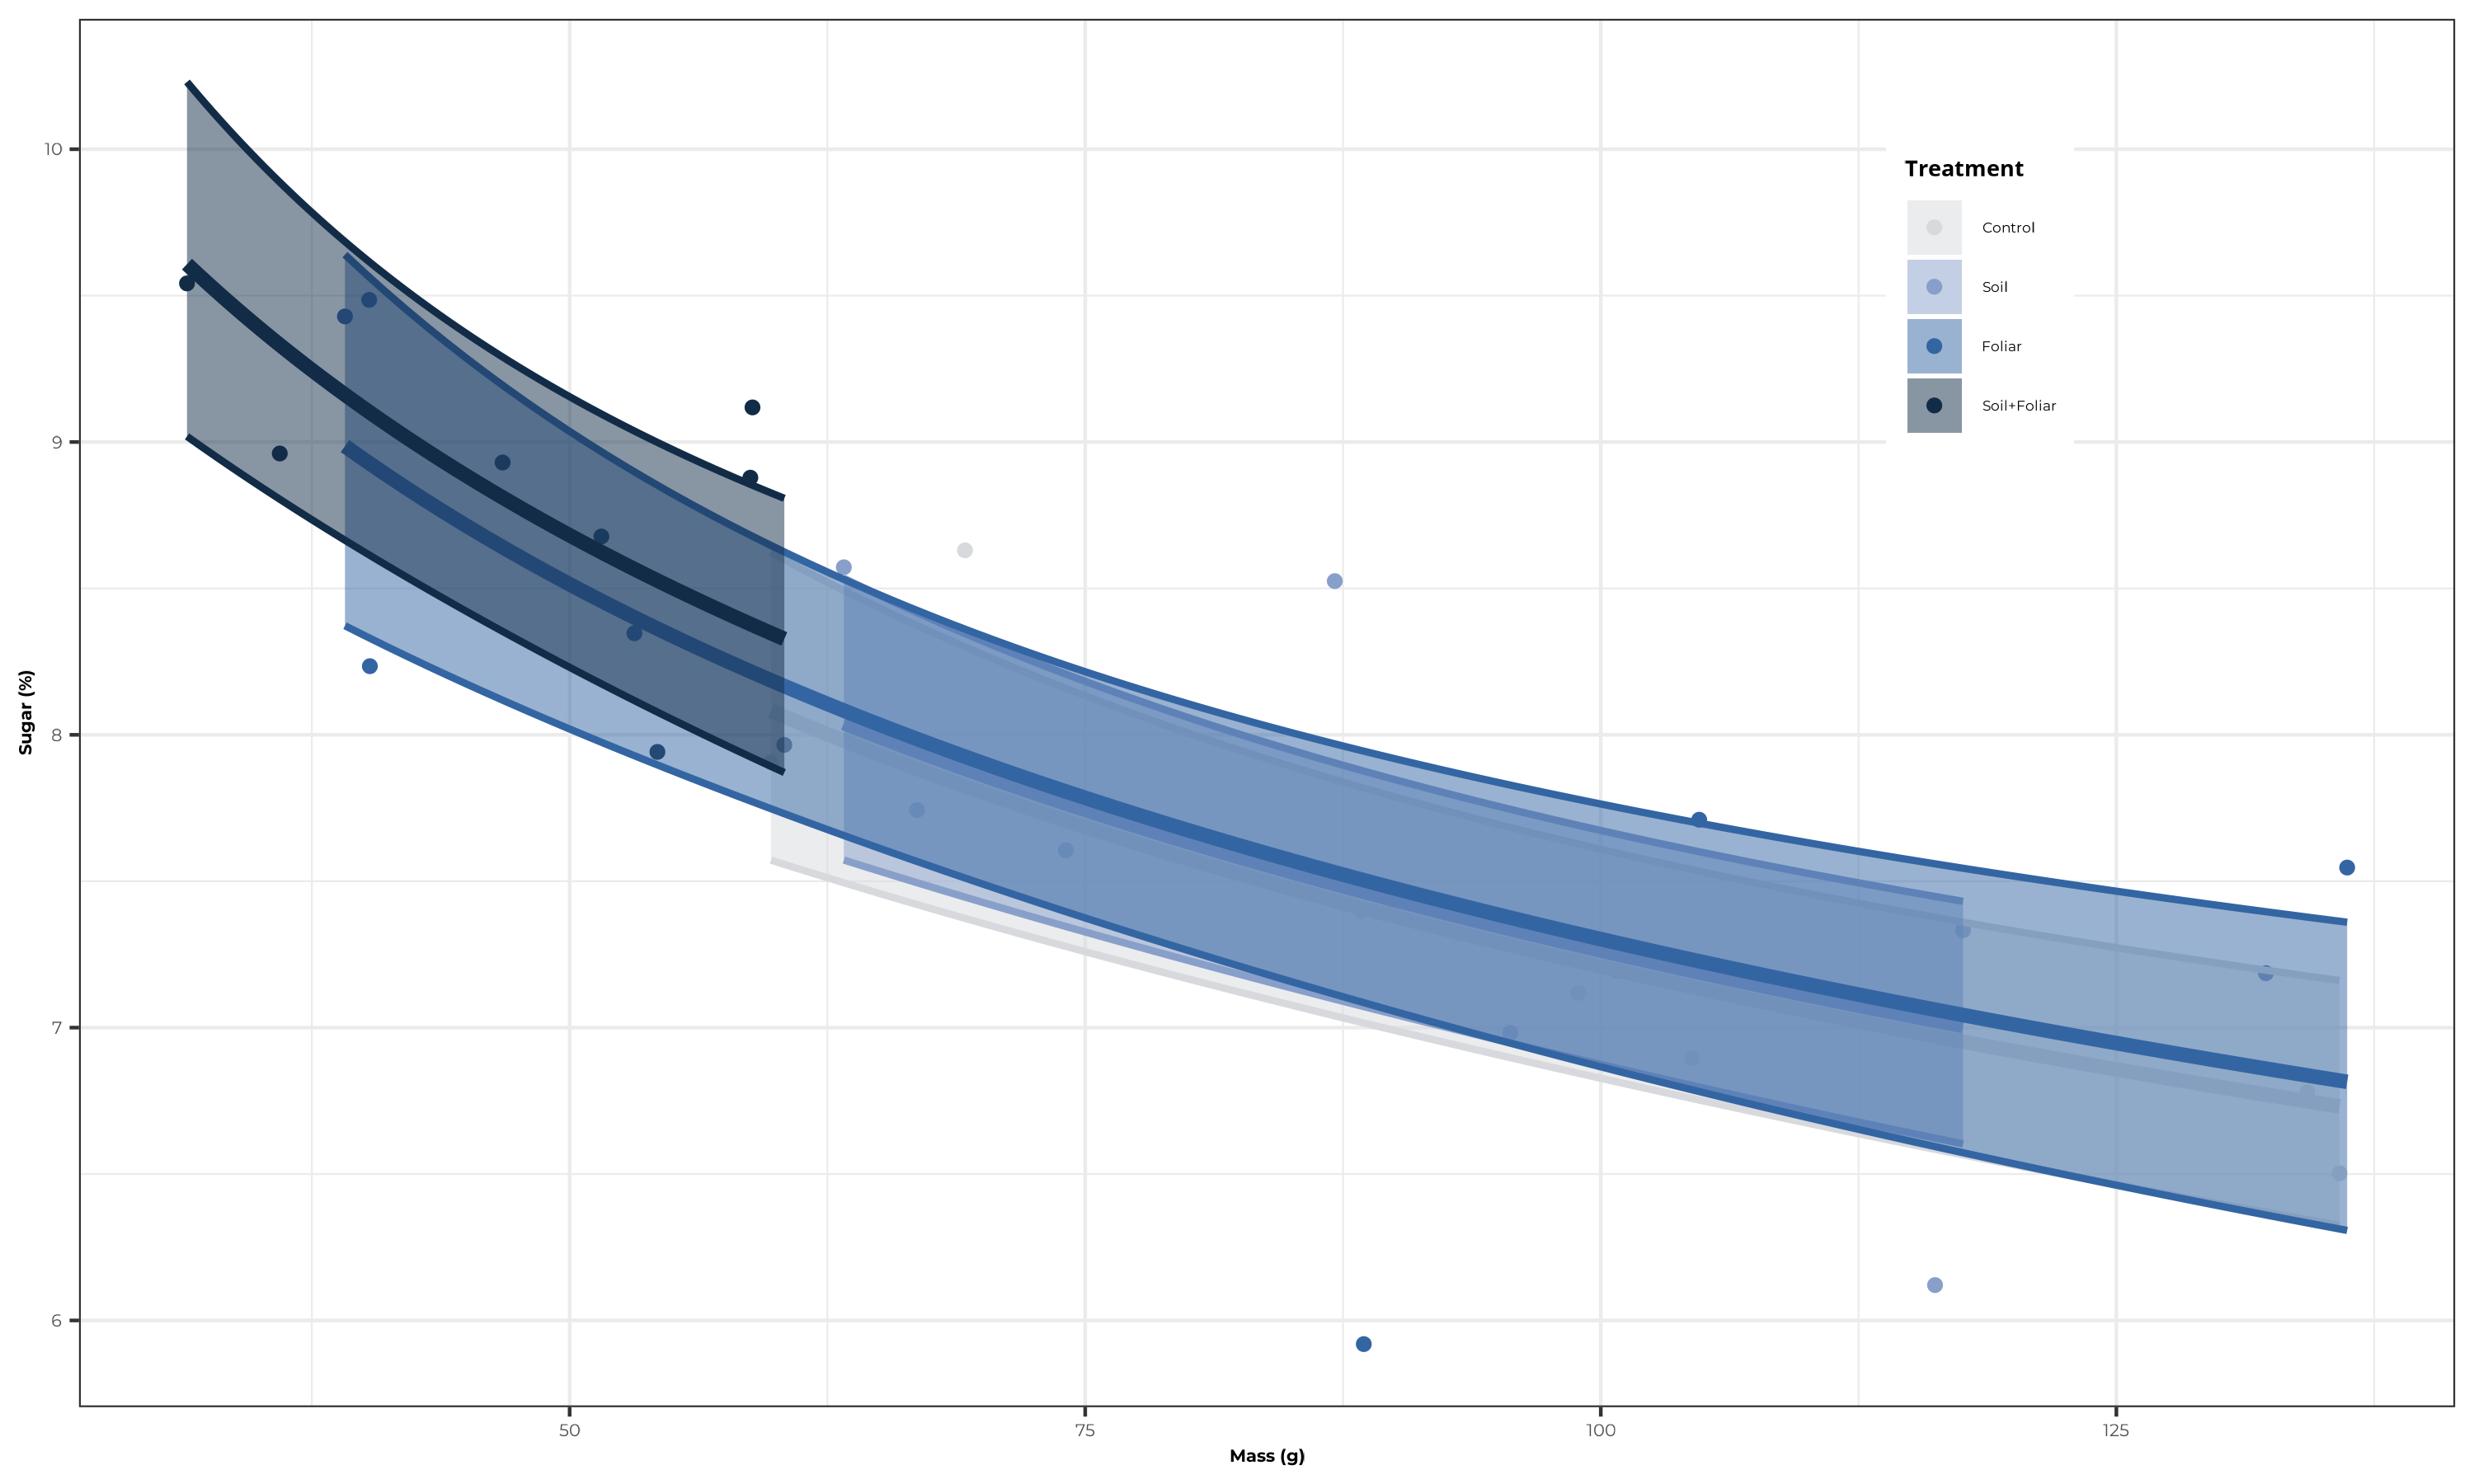 Treatment
Control
Soil
Foliar
Soil+Foliar
Sugar (%)
10
9
8
7
6
50 75 100 125
Mass (g)